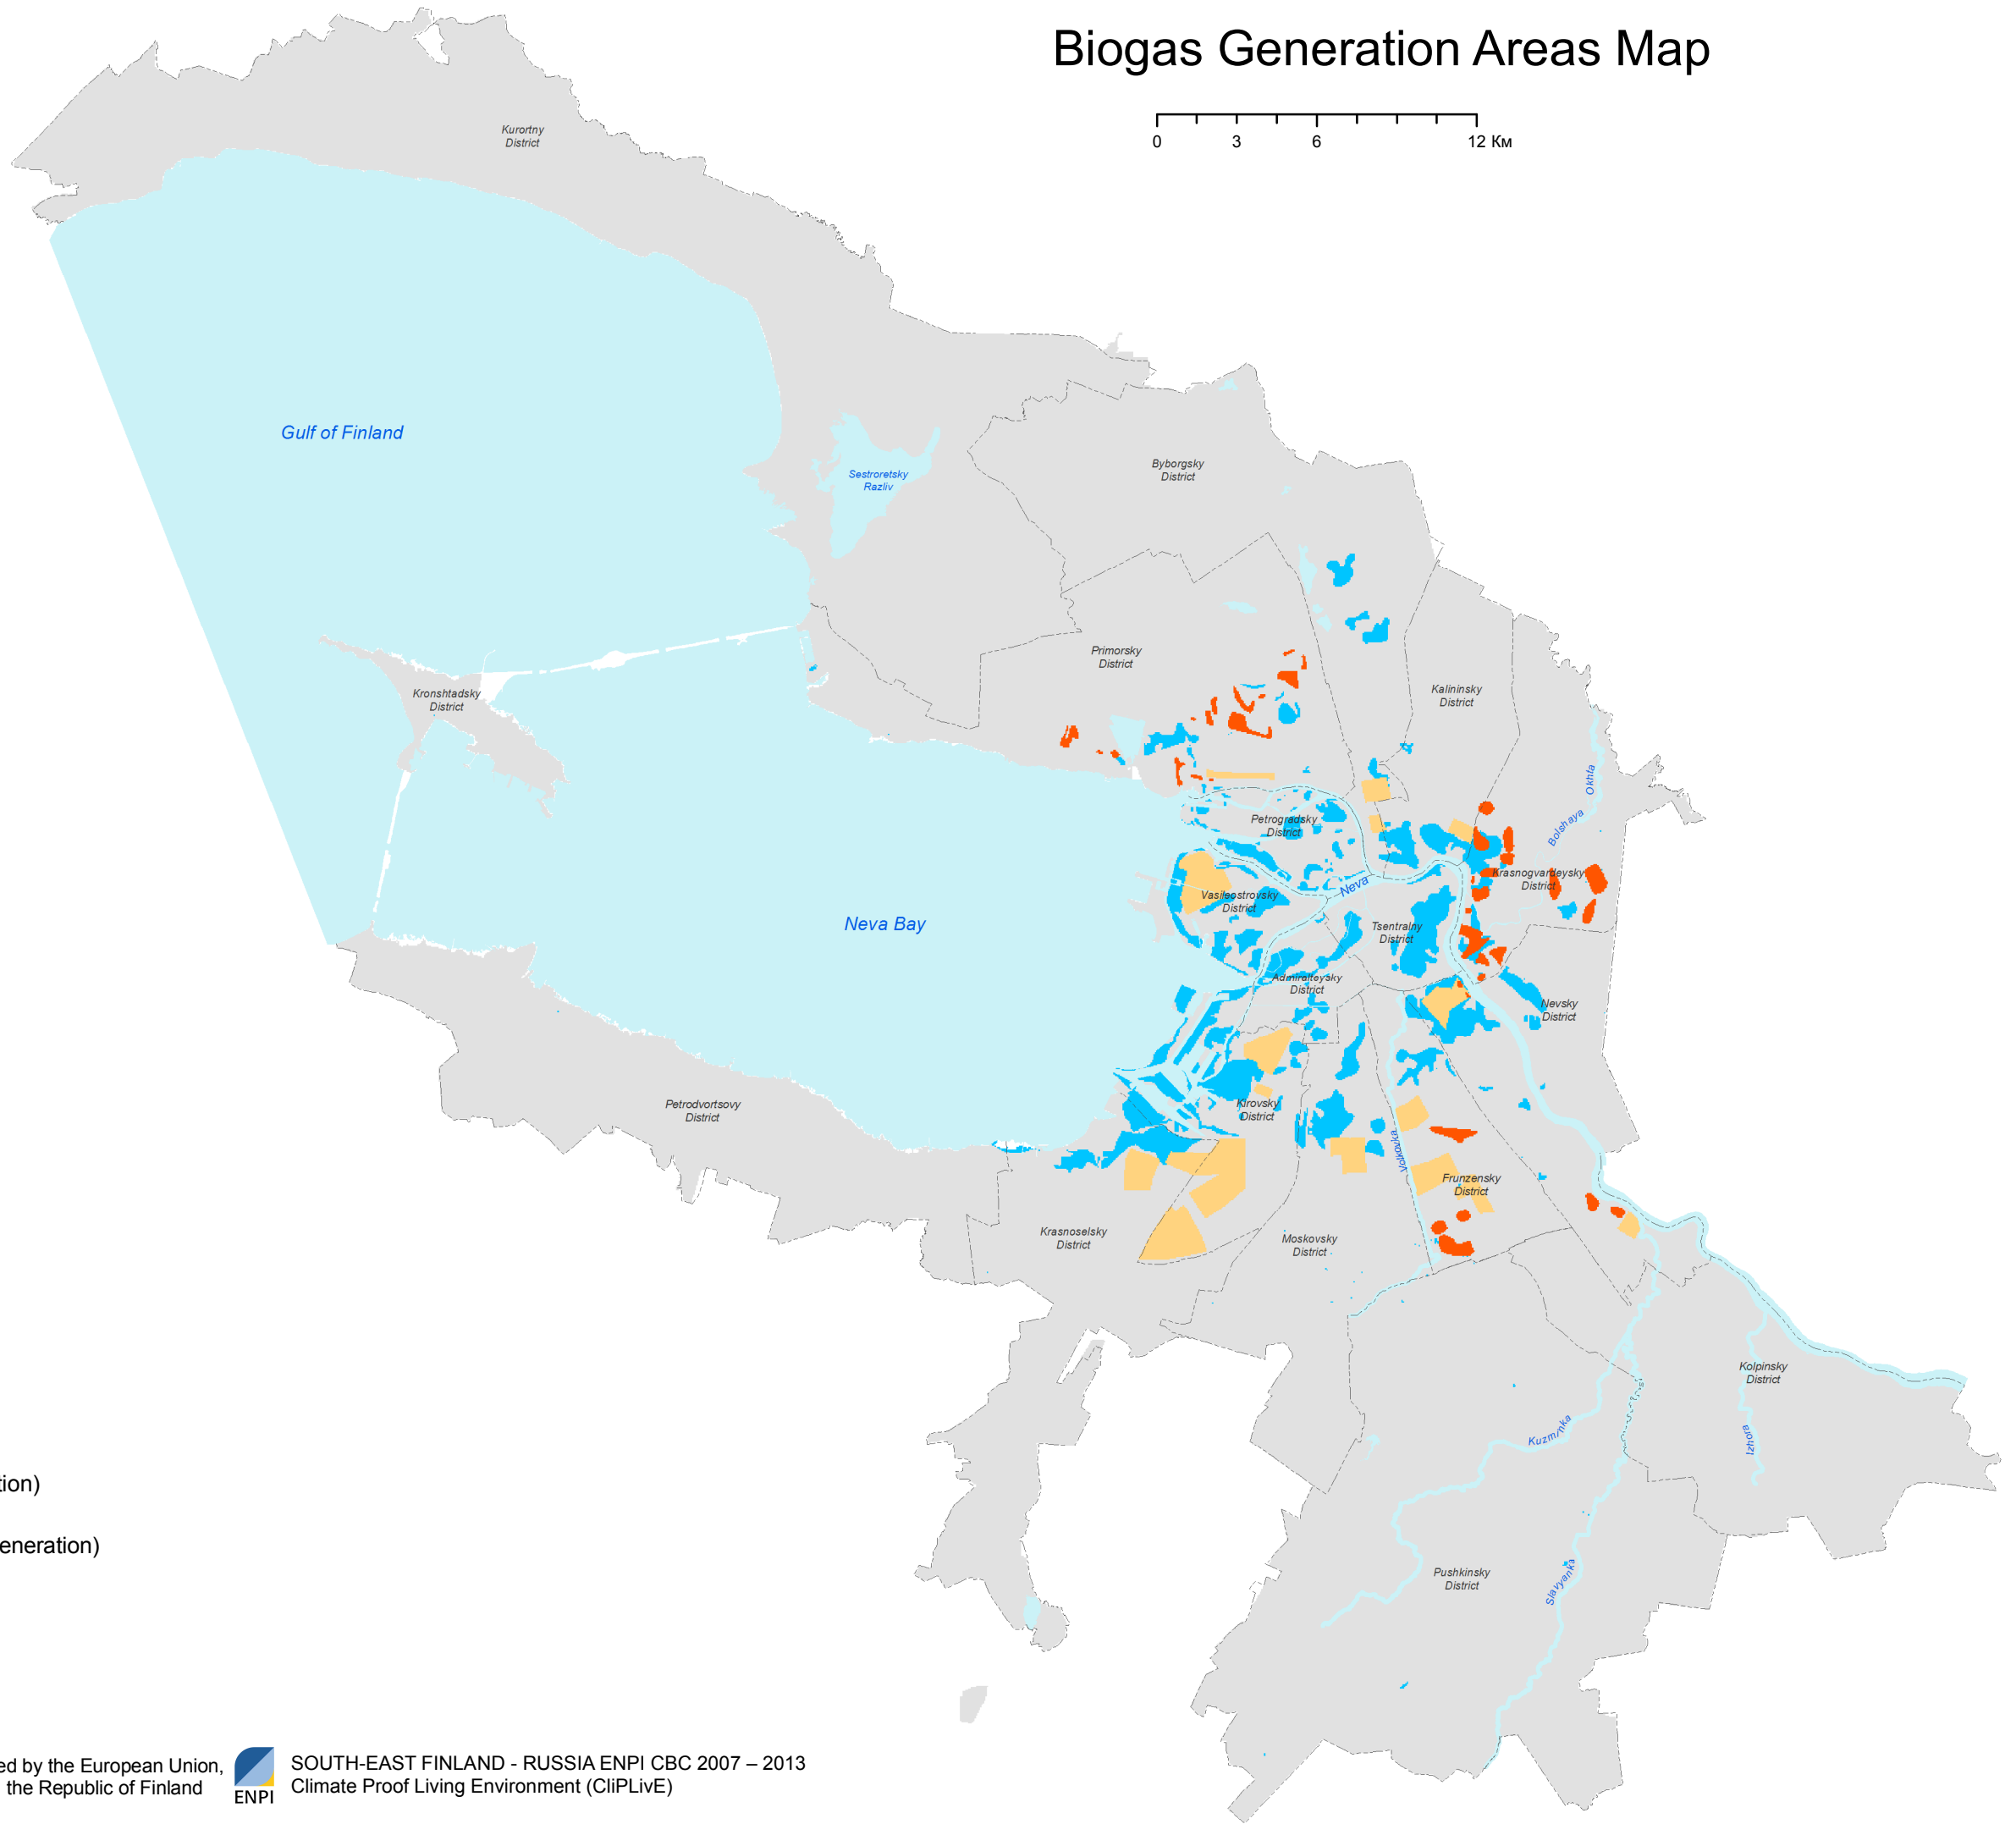 Biogas Generation Areas Map
0 3 6 12 Км
Kurortny
District
Gulf of Finland
Sestroretsky
Razliv
Byborgsky
District
Primorsky
District
Kronshtadsky
District
Kalininsky
District
Okhta
Bolshaya
Petrogradsky
District
Krasnogvardeysky
District
Neva
Vasileostrovsky
District
Neva Bay
Tsentralny
District
Admiralteysky
District
Nevsky
District
Petrodvortsovy
District
Kirovsky
District
Volkovka
Frunzensky
District
Krasnoselsky
District
Moskovsky
District
Kolpinsky
District
Kuzminka
Izhora
tion)
eneration)
Pushkinsky
District
Slavyanka
ed by the European Union,
the Republic of Finland
ENPI
SOUTH-EAST FINLAND - RUSSIA ENPI CBC 2007 – 2013
Climate Proof Living Environment (CliPLivE)